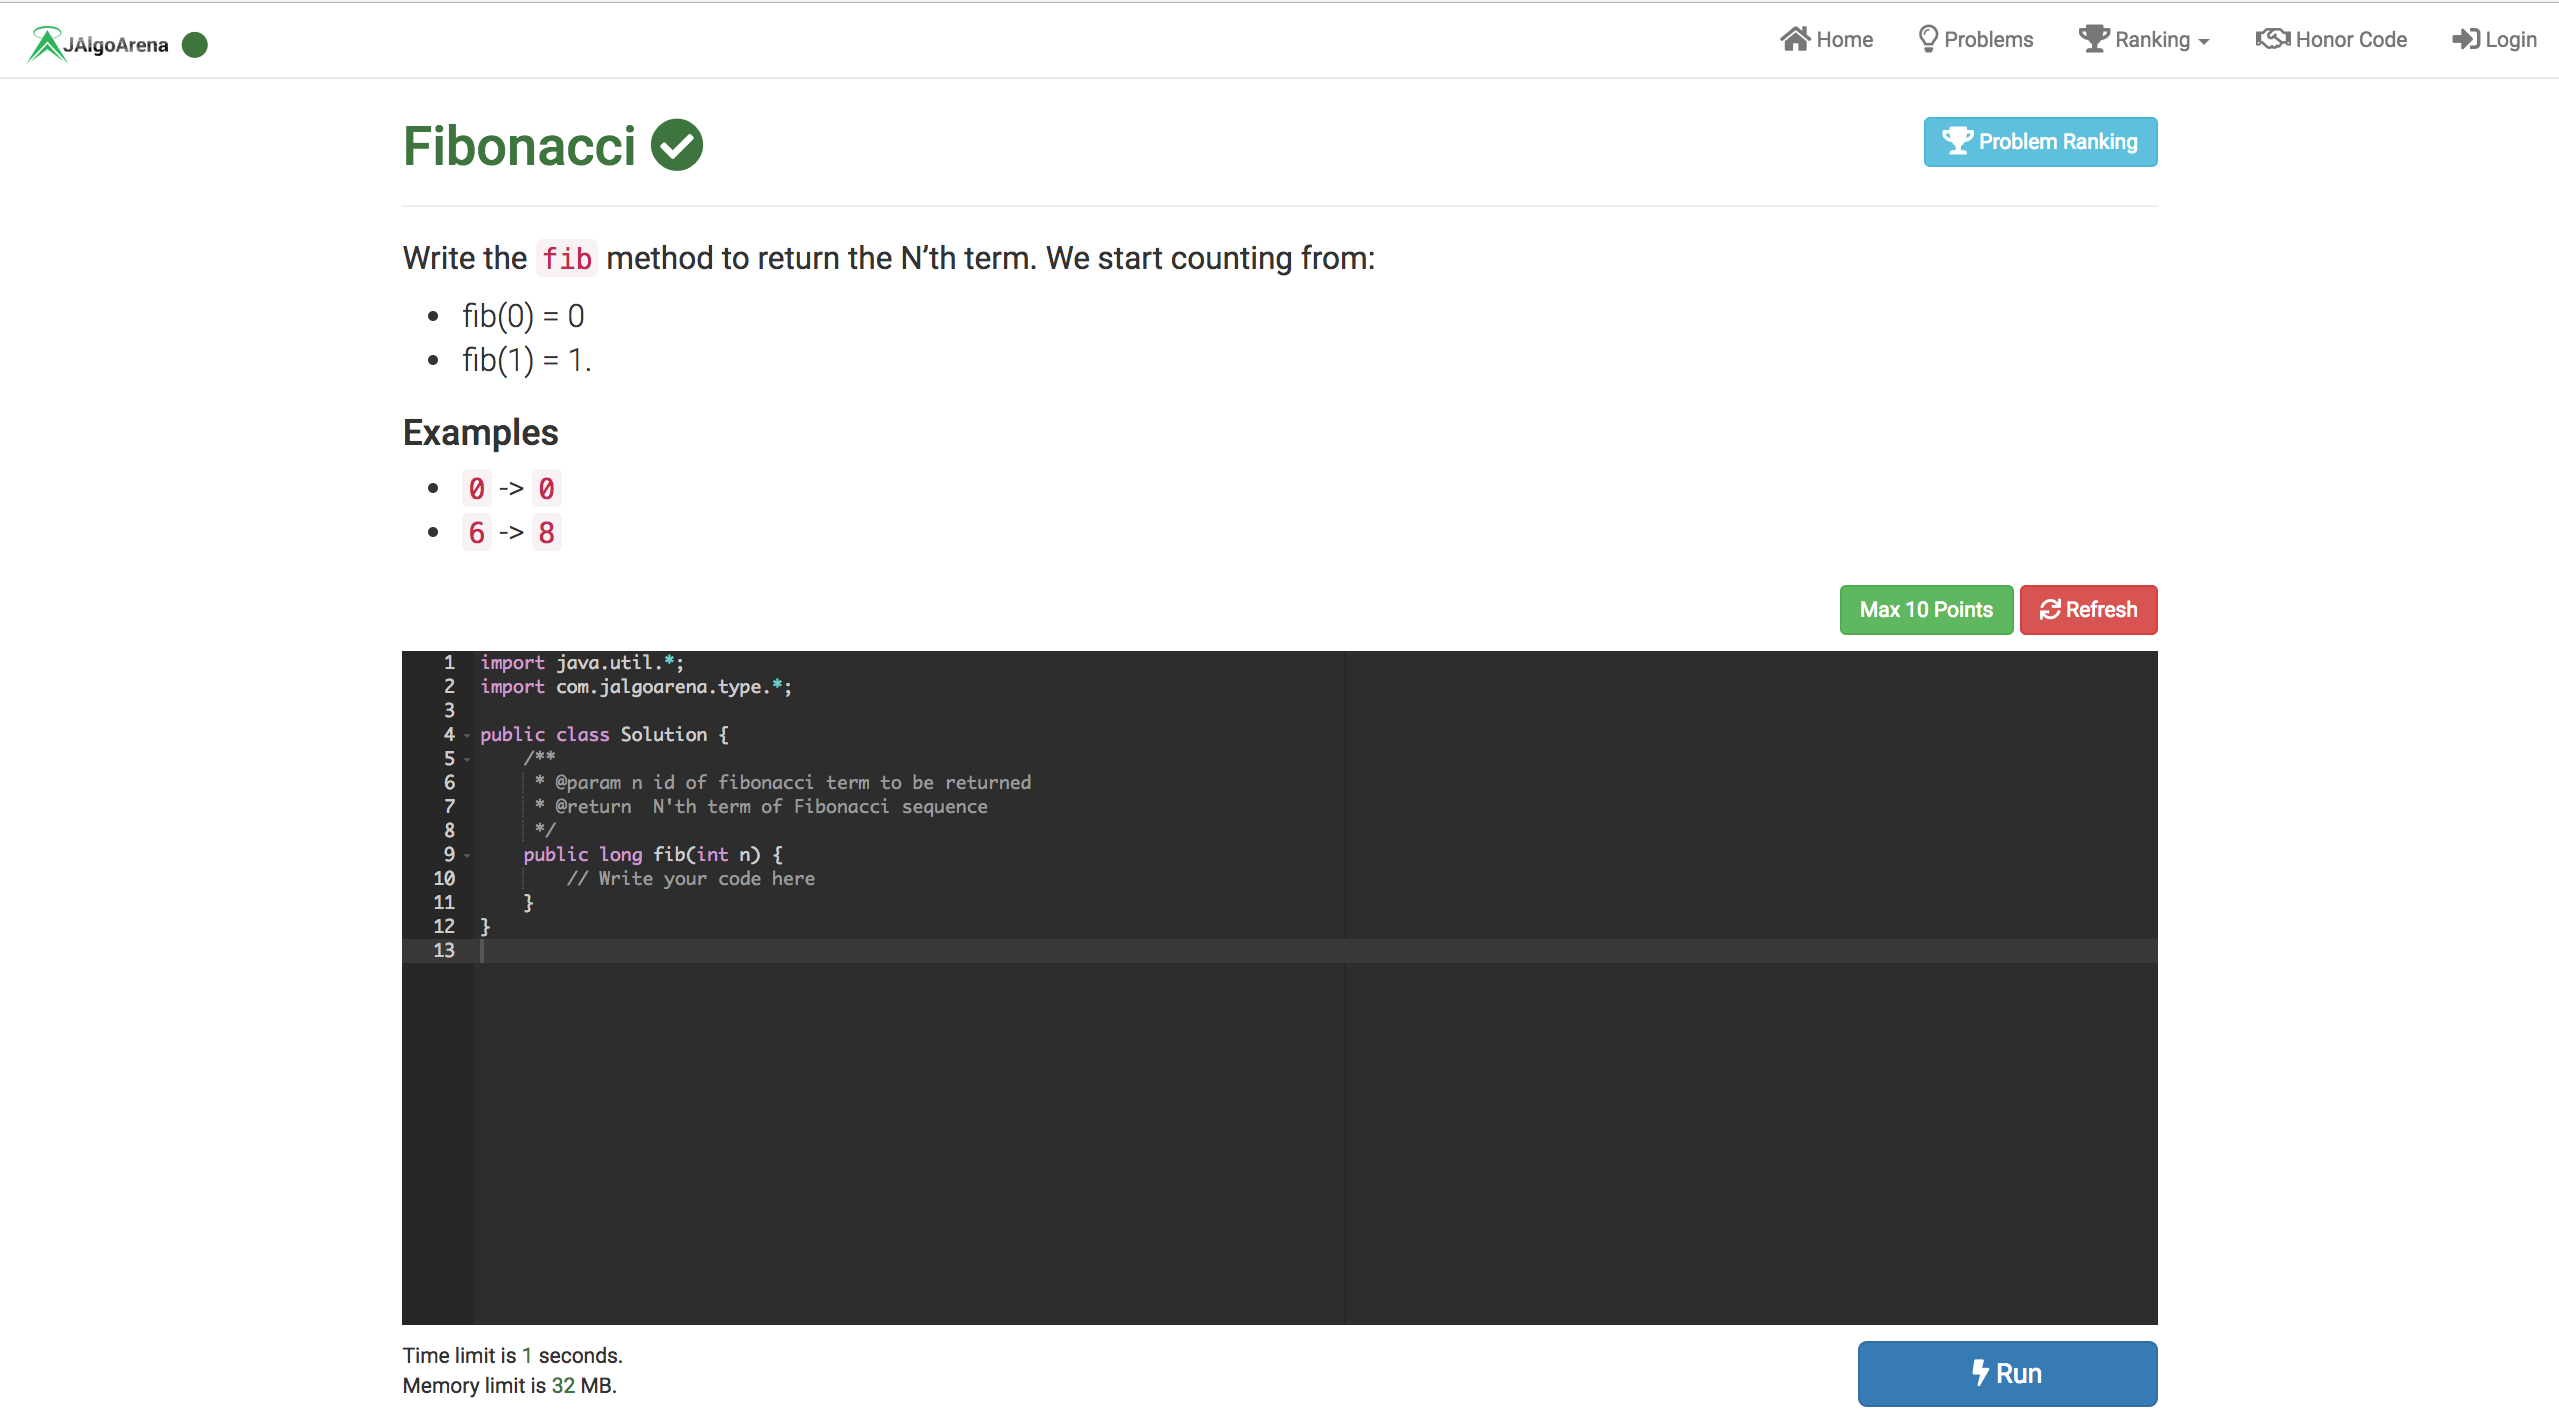 JAlgoArena Home Problems Ranking Honor Code Login
Fibonacci Problem Ranking
Write the fib method to return the N’th term. We start counting from:
• fib(0) = 0
• fib(1) = 1.
Examples
• 0 -> 0
• 6 -> 8
Max 10 Points Refresh
1 import java.util.*;
2 import com.jalgoarena.type.*;
3
4 public class Solution {
5 /**
6 * @param n id of fibonacci term to be returned
7 * @return  N'th term of Fibonacci sequence
8 */
9 public long fib(int n) {
10 // Write your code here
11 }
12 }
13
Time limit is 1 seconds.
Memory limit is 32 MB.
Run